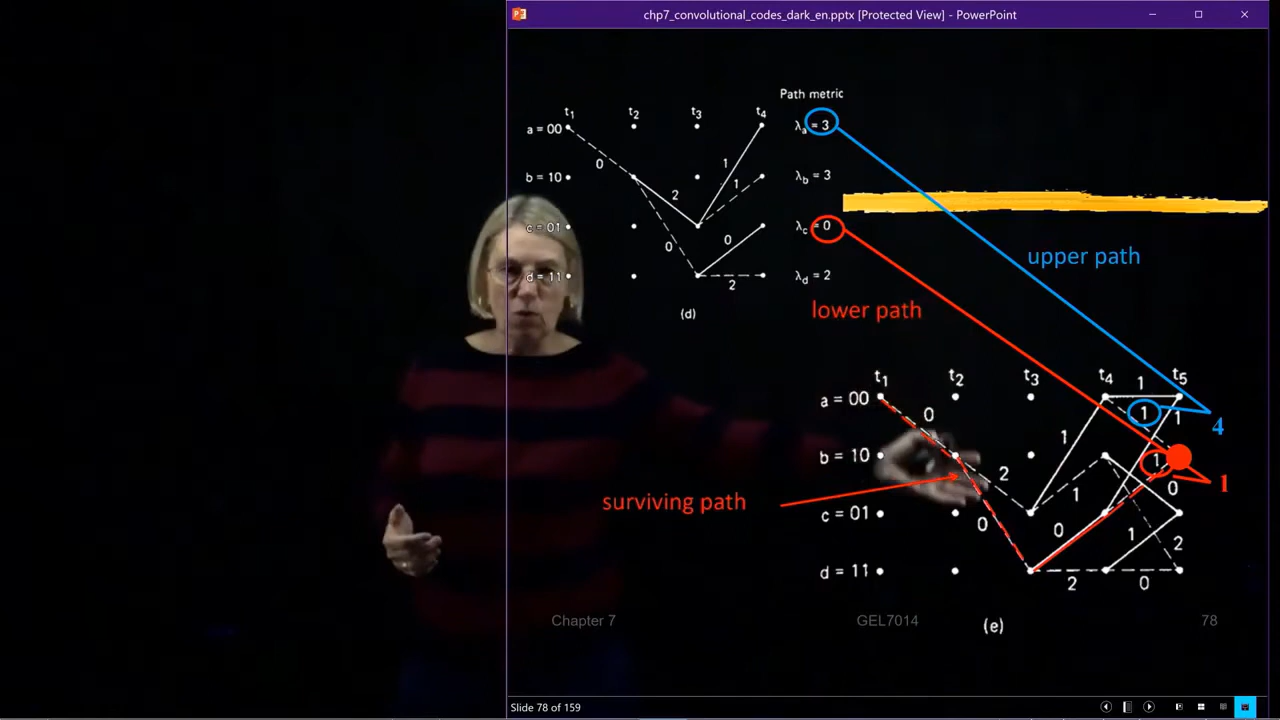 chp7_convolutional_codes_dark_en.pptx [Protected View] - PowerPoint
Path metric
t1 t2 t3 t4
a = 00
λa = 3
0
1
b = 10
1
λb = 3
2
c = 01
λc = 0
0
0
d = 11
λd = 2
2
(d)
upper path
lower path
t1 t2 t3 t4 t5
1
a = 00
0
1
1
4
1
b = 10
1
2
0
1
1
surviving path
c = 01
0
0
1
2
d = 11
2
0
Chapter 7
GEL7014
78
(e)
Slide 78 of 159